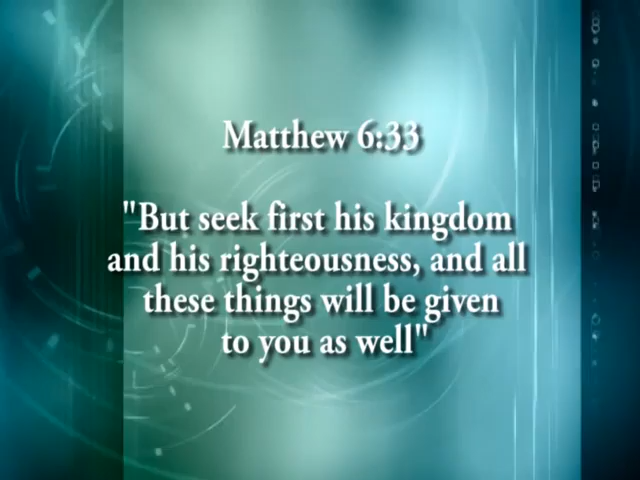 Matthew 6:33
"But seek first his kingdom
and his righteousness, and all
these things will be given
to you as well"